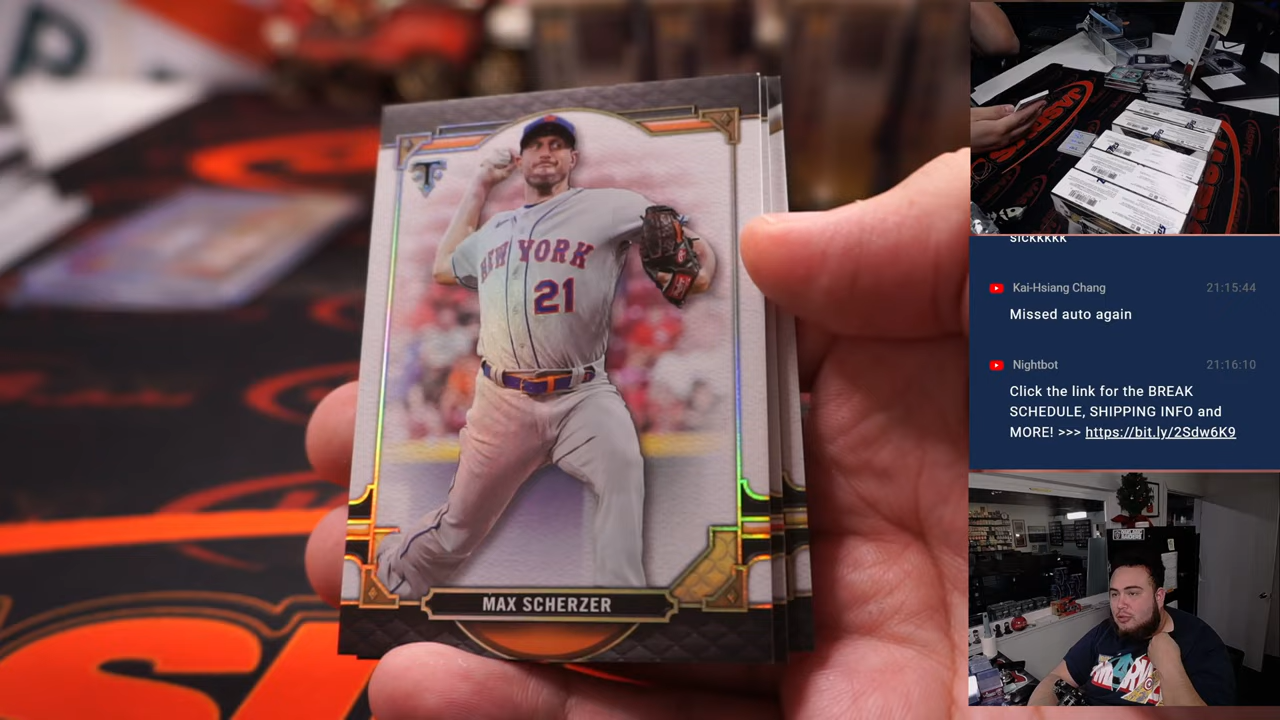 NEW YORK
21
MAX SCHERZER
SICKKKKK
Kai-Hsiang Chang 21:15:44
Missed auto again
Nightbot 21:16:10
Click the link for the BREAK
SCHEDULE, SHIPPING INFO and
MORE! >>> https://bit.ly/2Sdw6K9